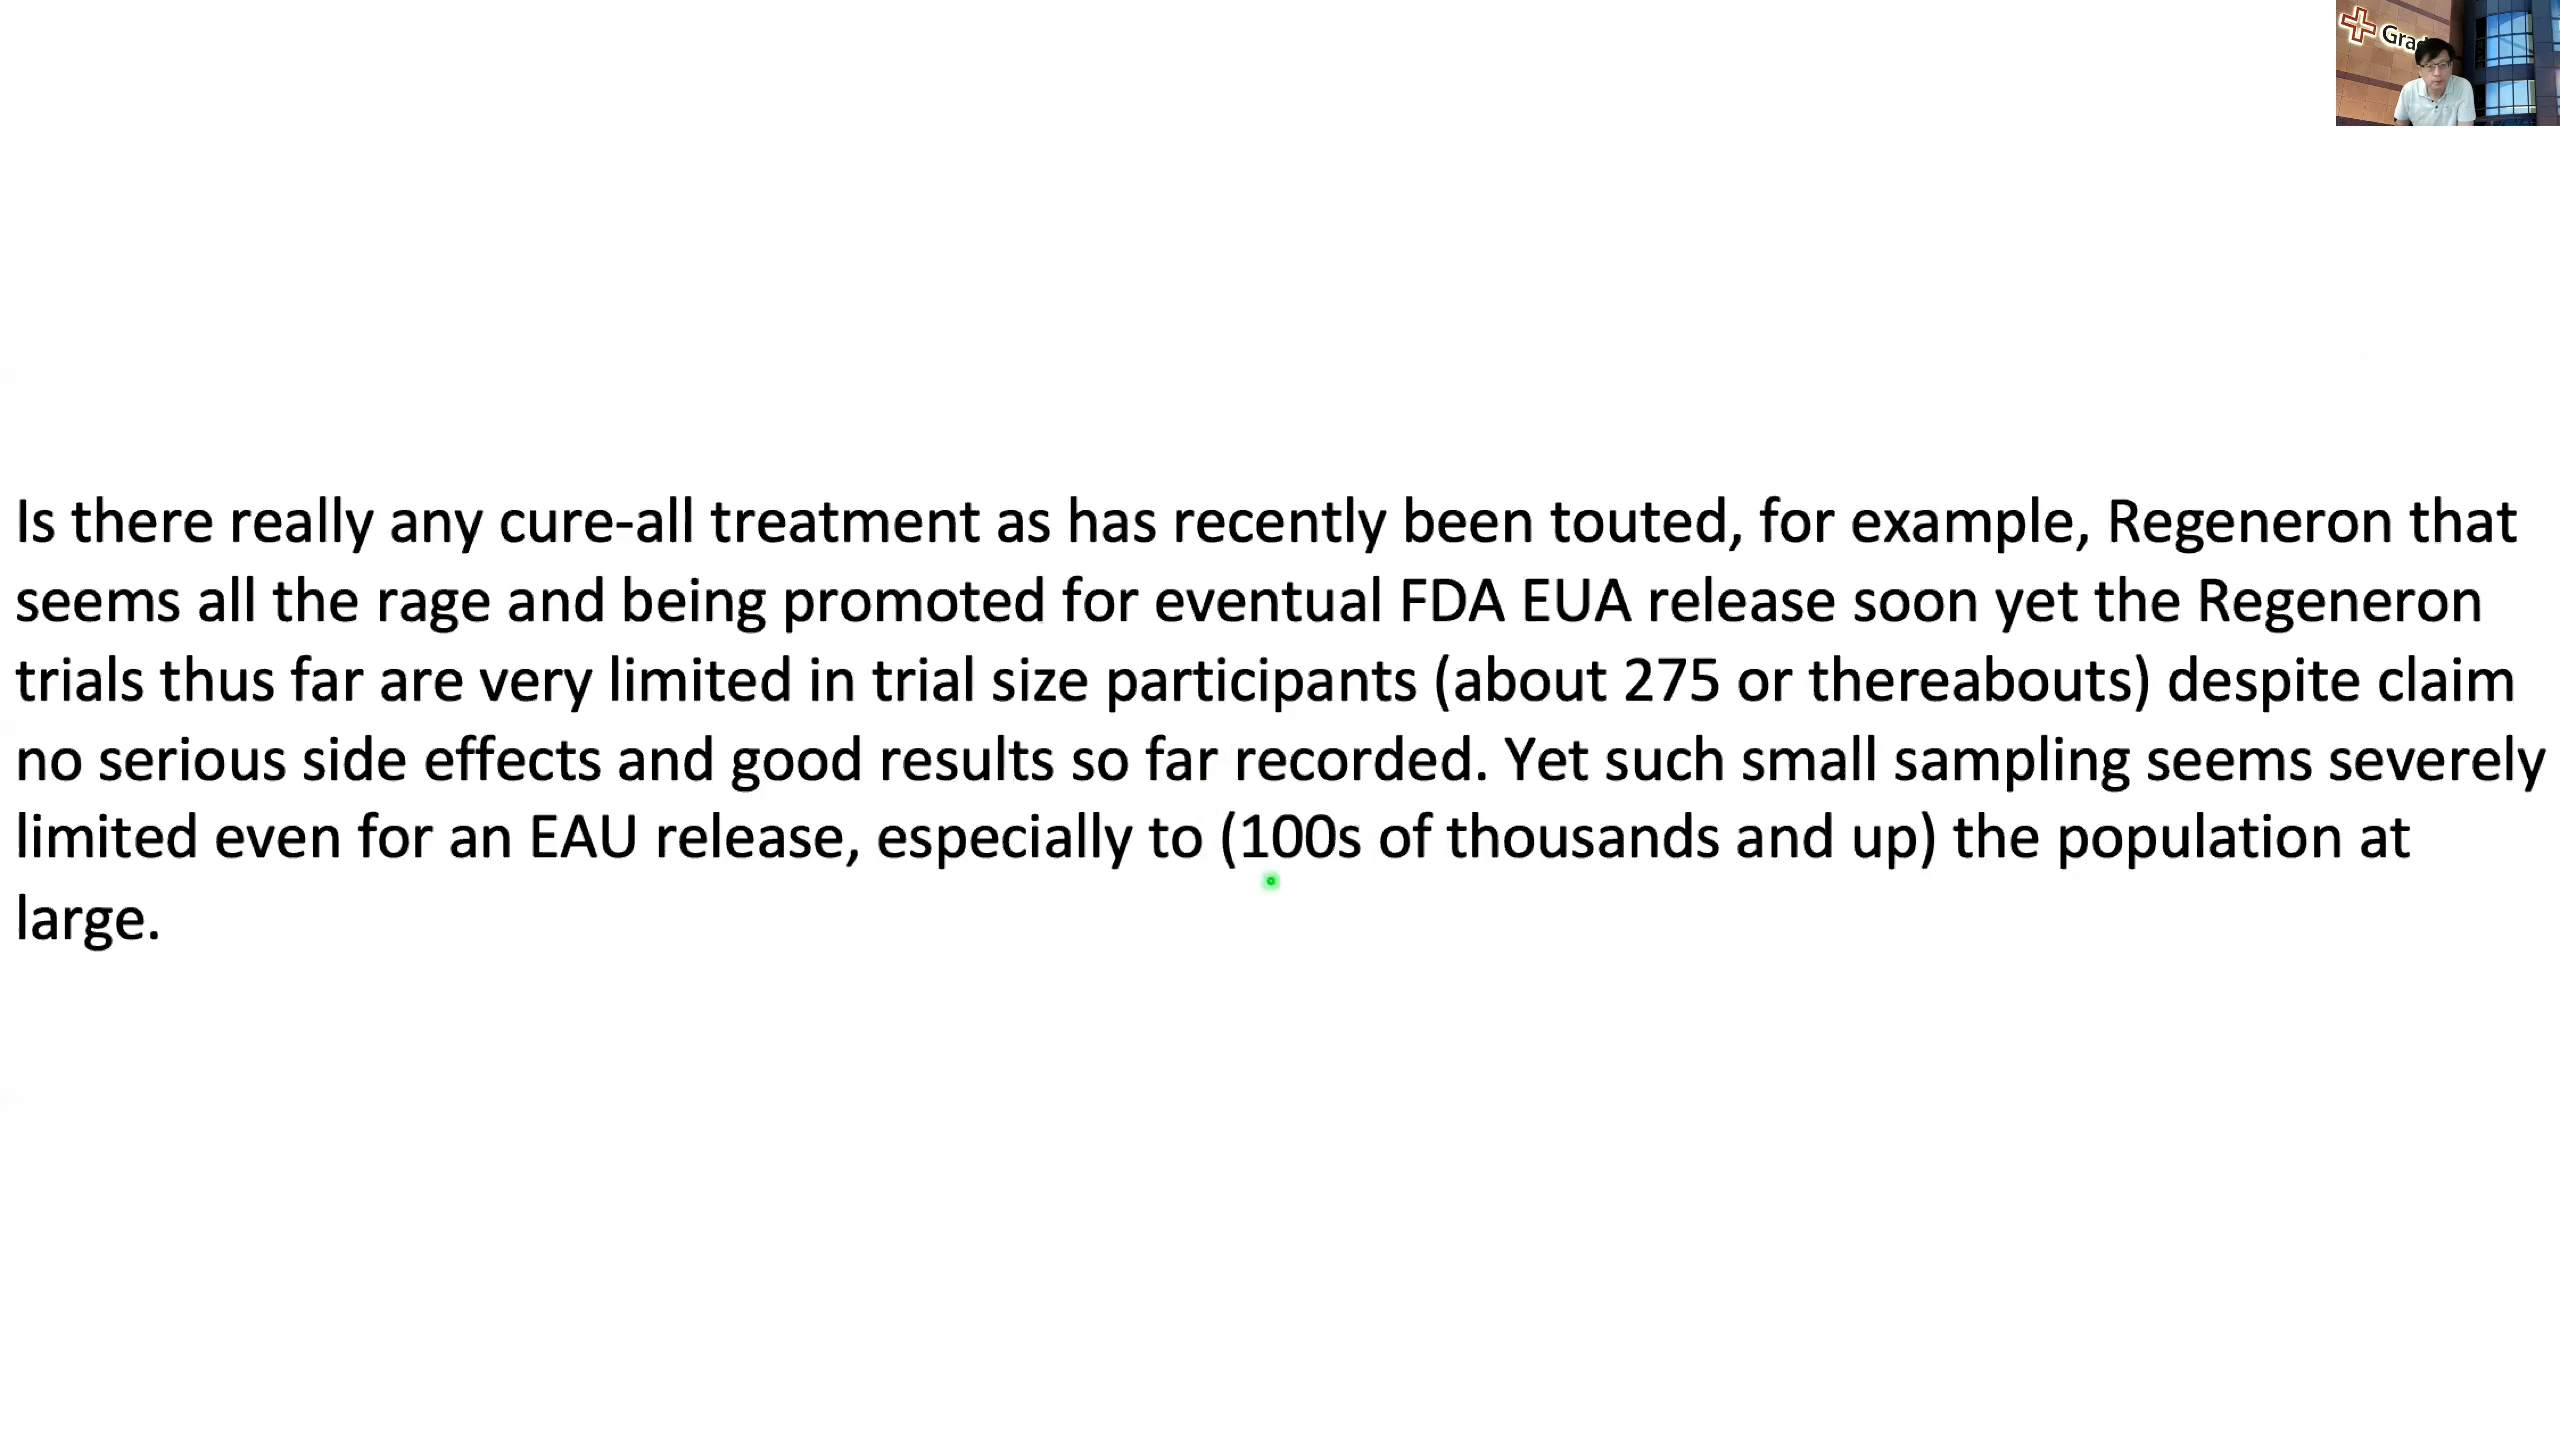 Grad
Is there really any cure-all treatment as has recently been touted, for example, Regeneron that
seems all the rage and being promoted for eventual FDA EUA release soon yet the Regeneron
trials thus far are very limited in trial size participants (about 275 or thereabouts) despite claim
no serious side effects and good results so far recorded. Yet such small sampling seems severely
limited even for an EAU release, especially to (100s of thousands and up) the population at
large.